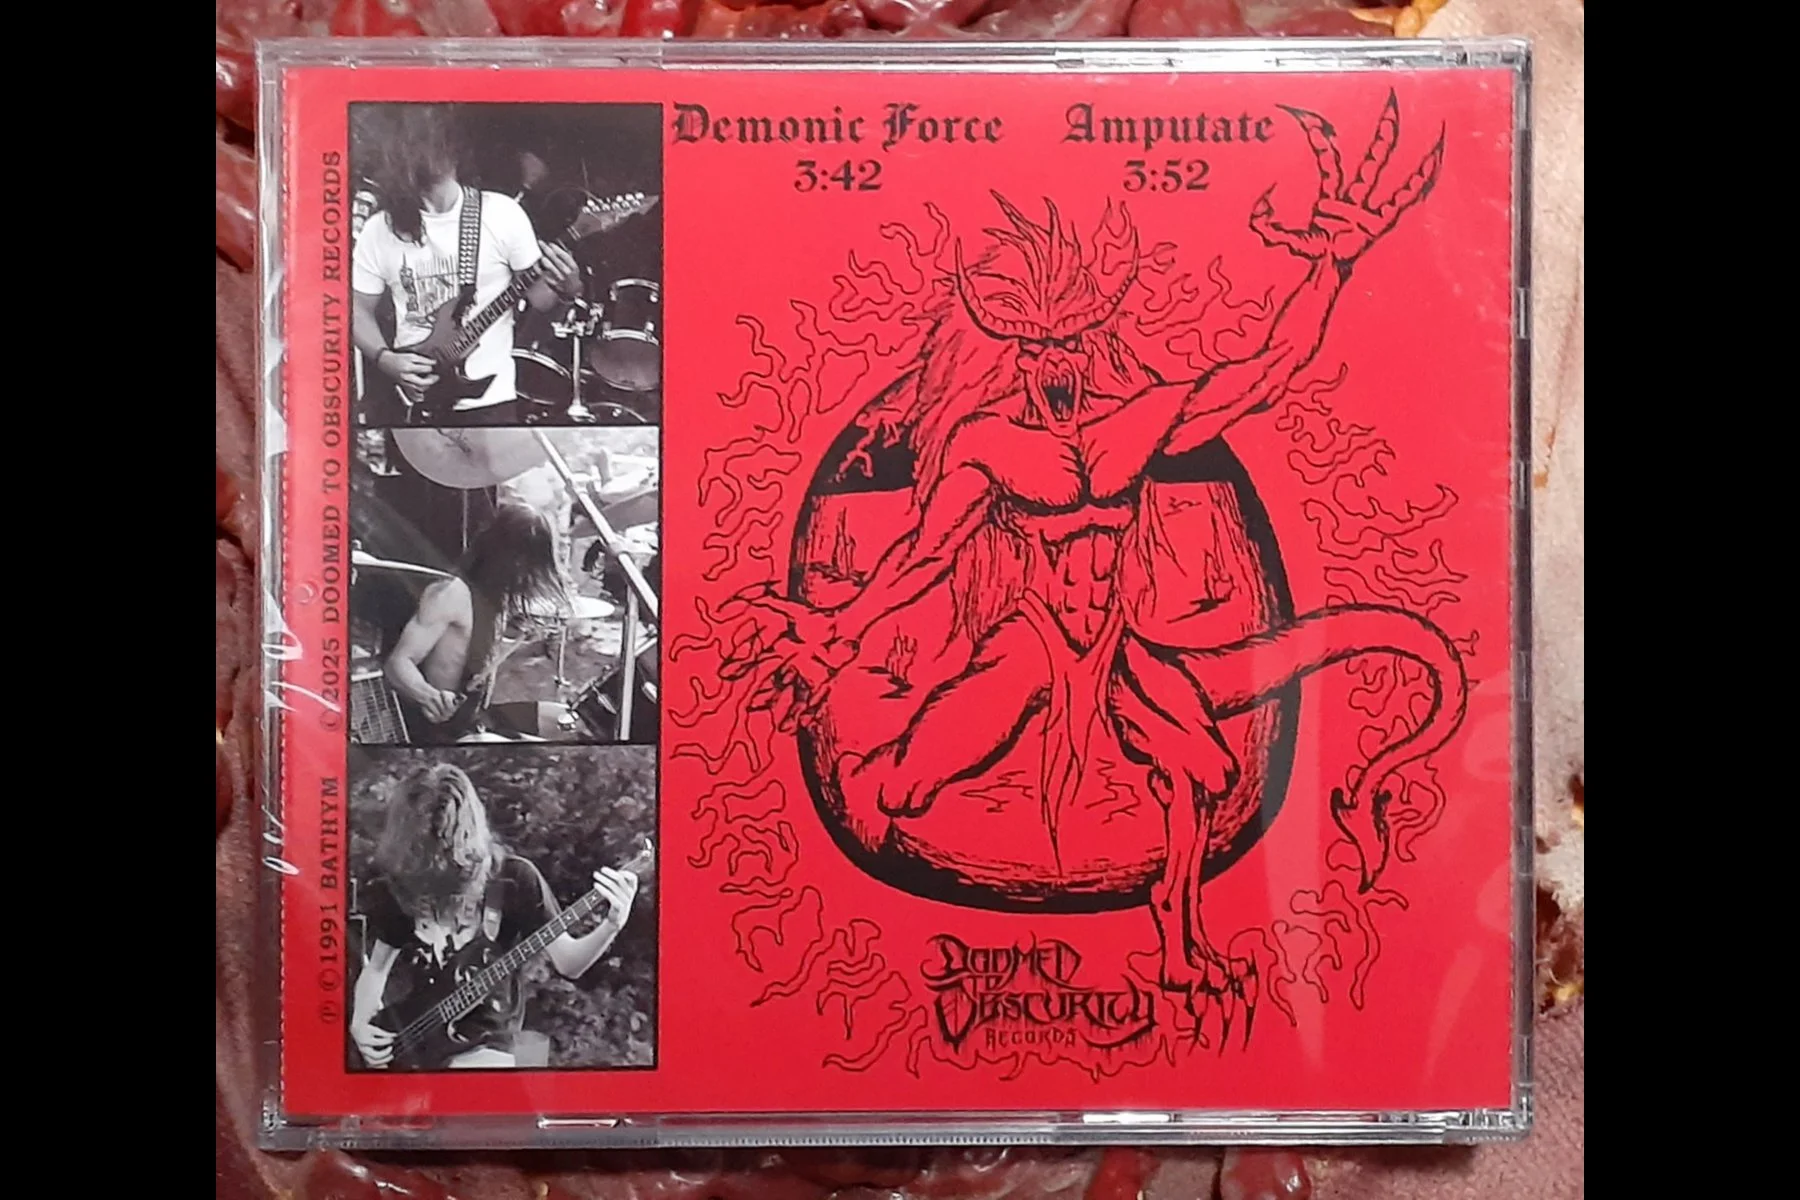 Demonic Force
3:42
Amputate
3:52
℗ ©1991 BATHYM ©2025 DOOMED TO OBSCURITY RECORDS
DOOMED
TO
OBSCURITY
RECORDS